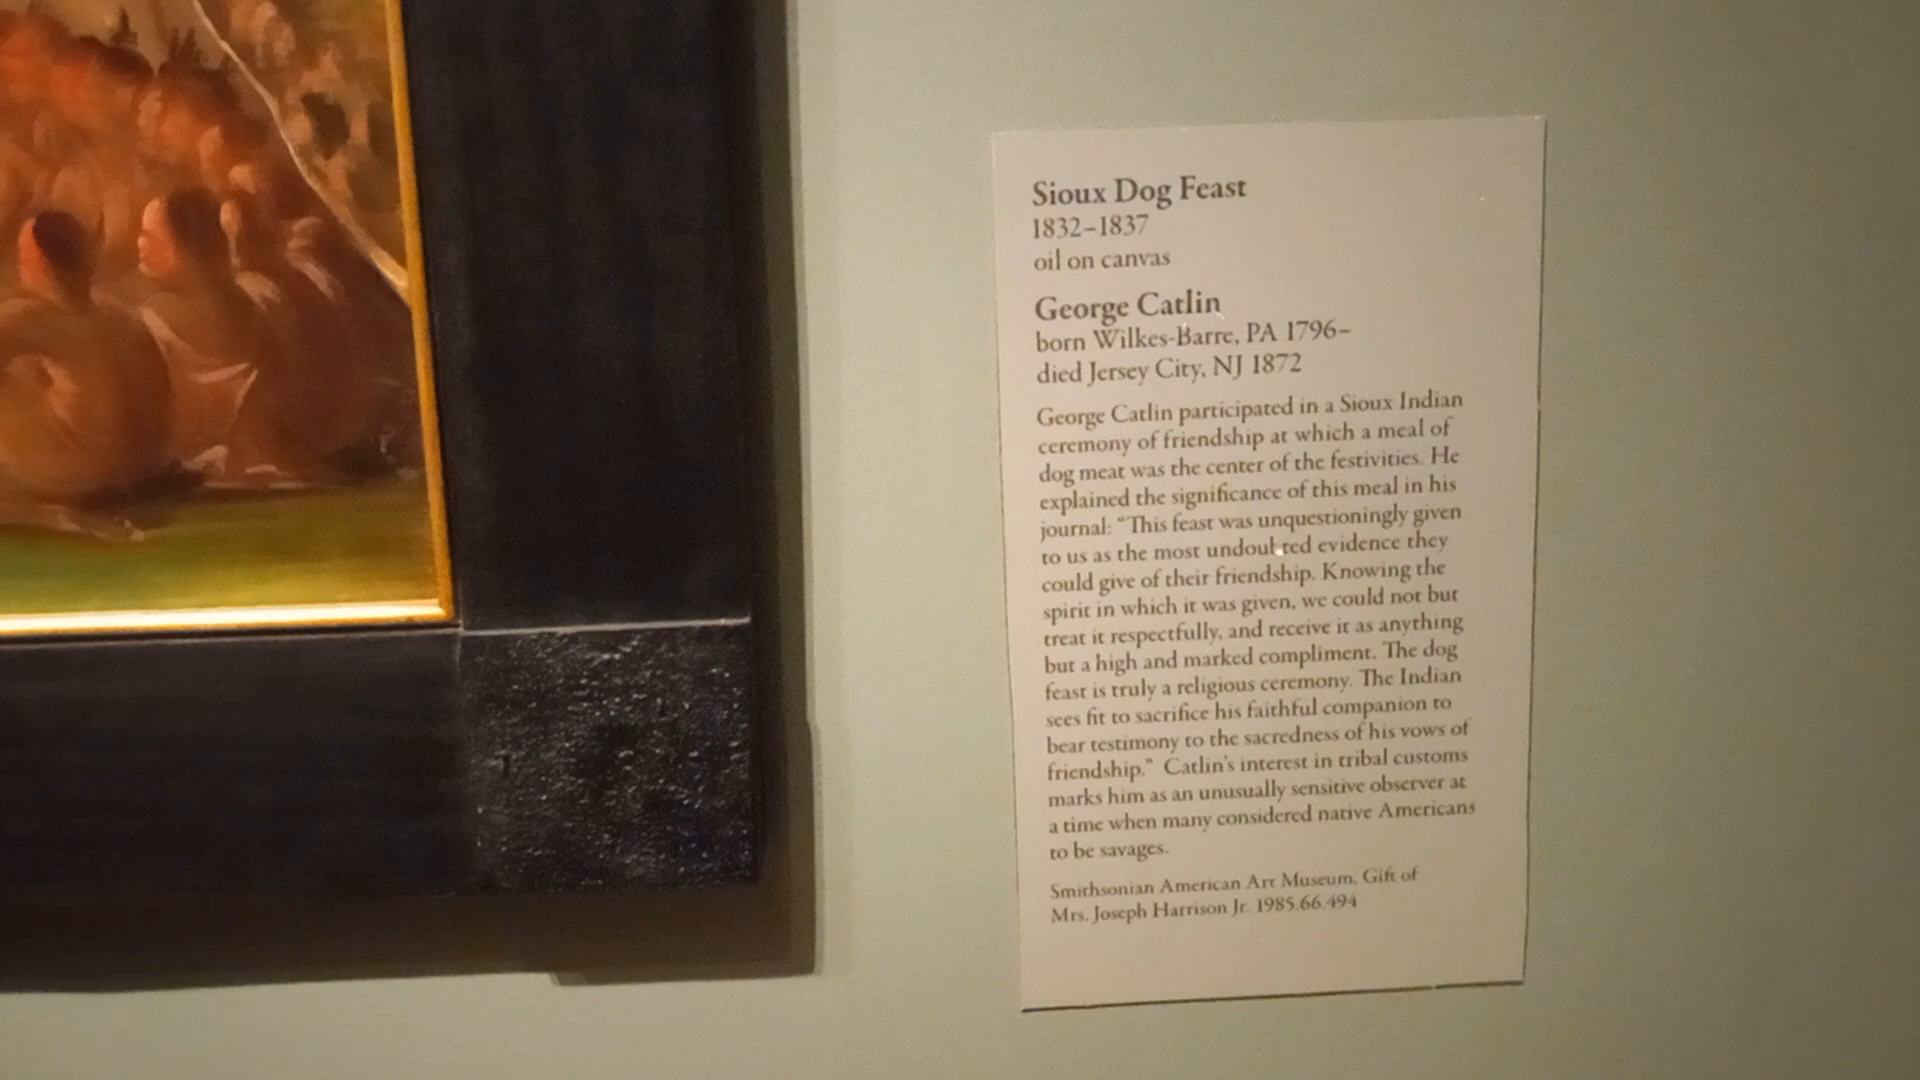 Sioux Dog Feast
1832–1837
oil on canvas
George Catlin
born Wilkes-Barre, PA 1796–
died Jersey City, NJ 1872
George Catlin participated in a Sioux Indian
ceremony of friendship at which a meal of
dog meat was the center of the festivities. He
explained the significance of this meal in his
journal: “This feast was unquestioningly given
to us as the most undoubted evidence they
could give of their friendship. Knowing the
spirit in which it was given, we could not but
treat it respectfully, and receive it as anything
but a high and marked compliment. The dog
feast is truly a religious ceremony. The Indian
sees fit to sacrifice his faithful companion to
bear testimony to the sacredness of his vows of
friendship.” Catlin's interest in tribal customs
marks him as an unusually sensitive observer at
a time when many considered native Americans
to be savages.
Smithsonian American Art Museum, Gift of
Mrs. Joseph Harrison Jr. 1985.66.494